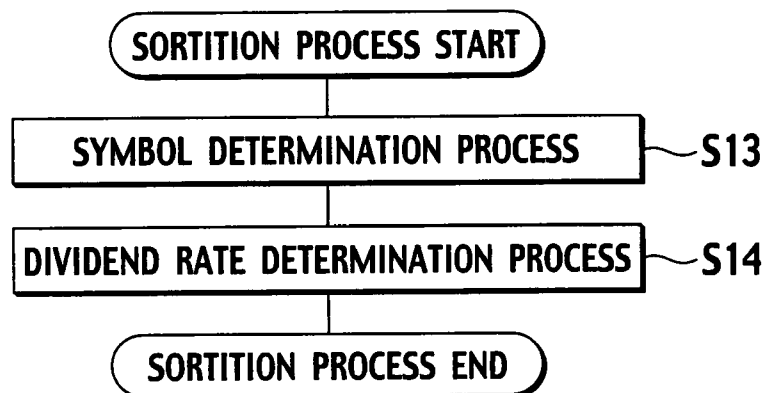 SORTITION PROCESS START
SYMBOL DETERMINATION PROCESS S13
DIVIDEND RATE DETERMINATION PROCESS S14
SORTITION PROCESS END